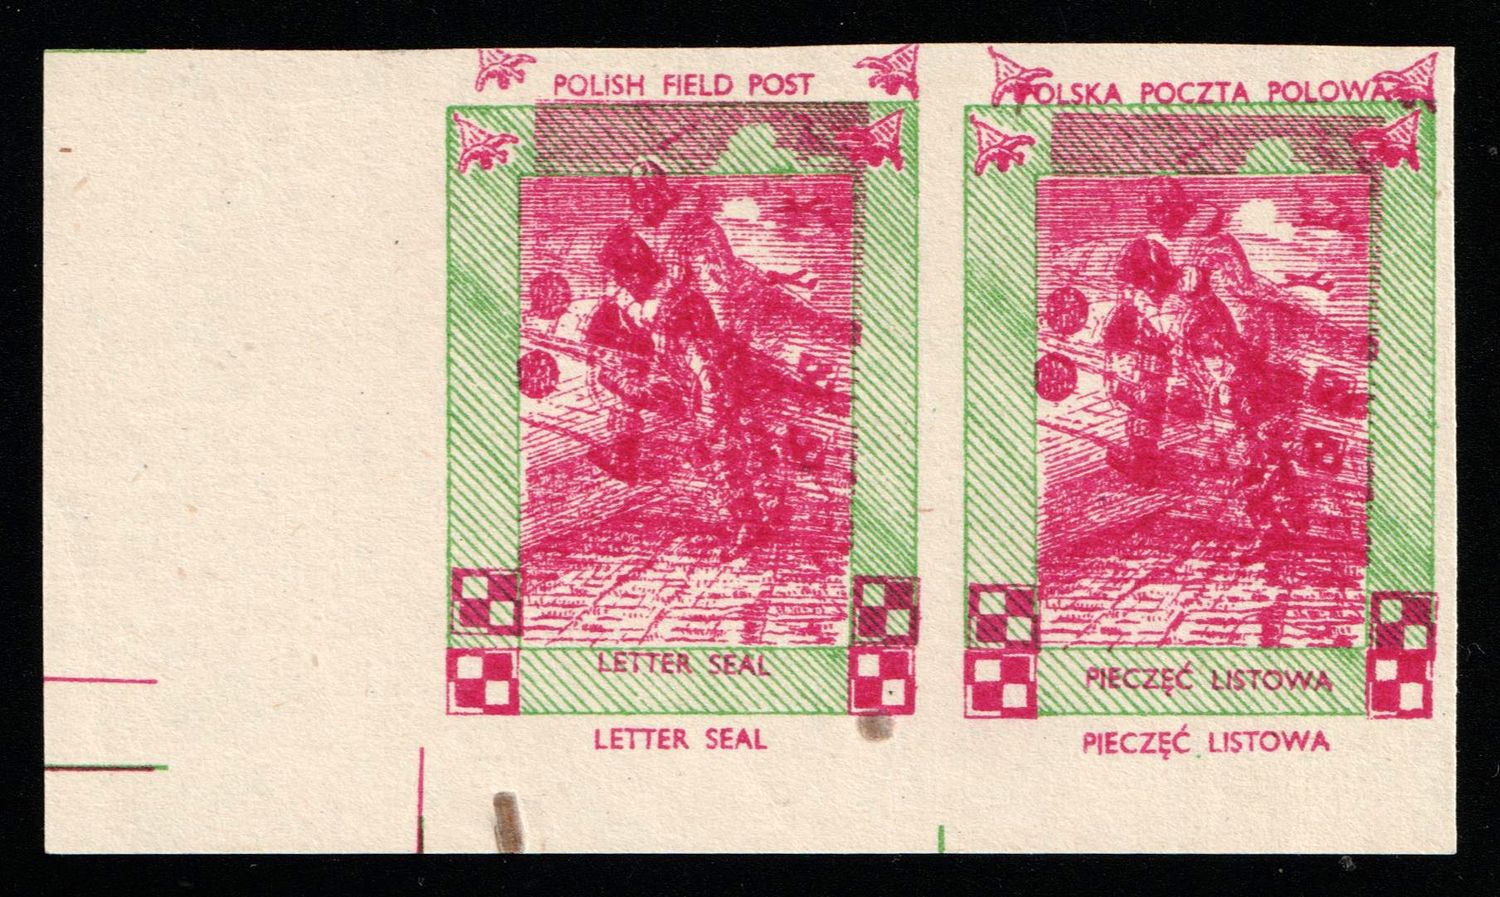 POLISH FIELD POST
LETTER SEAL
LETTER SEAL
POLSKA POCZTA POLOWA
PIECZĘĆ LISTOWA
PIECZĘĆ LISTOWA